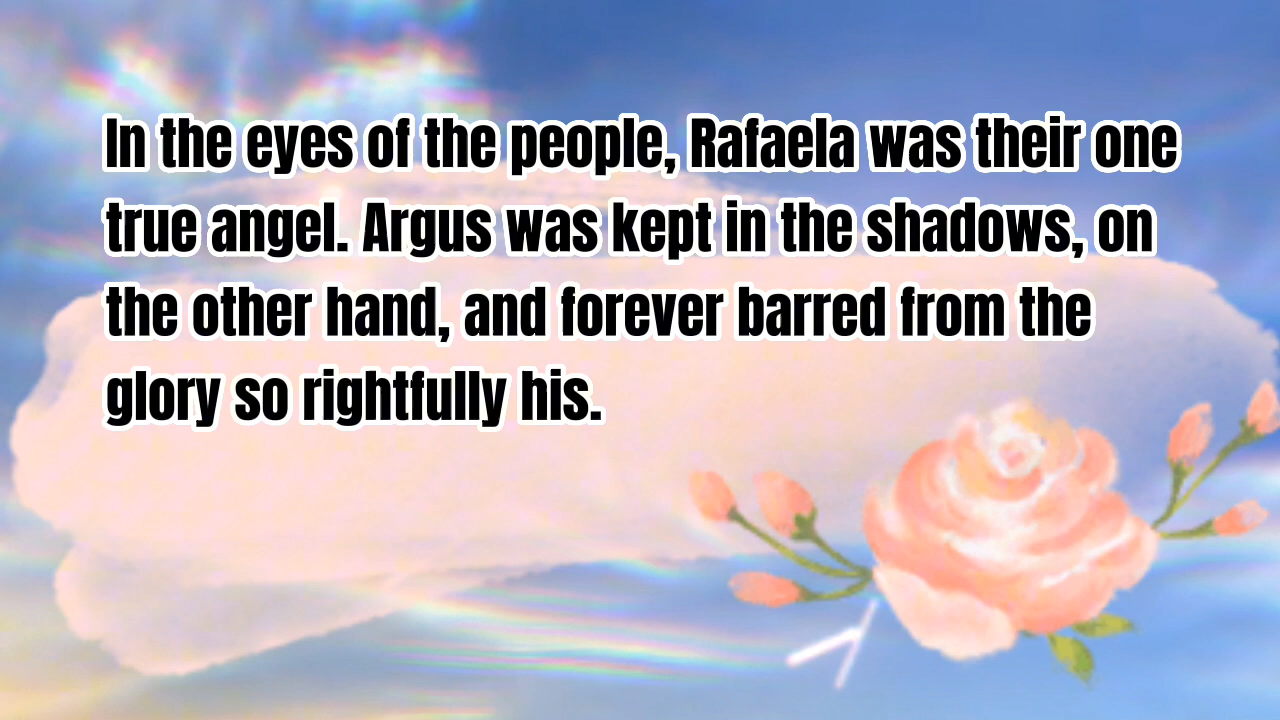 In the eyes of the people, Rafaela was their one
true angel. Argus was kept in the shadows, on
the other hand, and forever barred from the
glory so rightfully his.